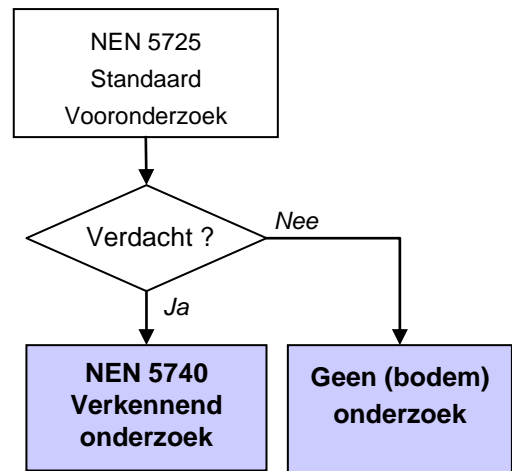 NEN 5725
Standaard
Vooronderzoek
Verdacht ?
Nee
Ja
NEN 5740
Verkennend
onderzoek
Geen (bodem)
onderzoek